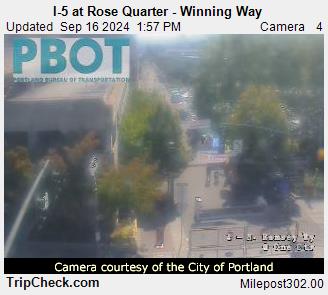 I-5 at Rose Quarter - Winning Way
Updated Sep 16 2024 1:57 PM Camera 4
PBOT
PORTLAND BUREAU OF TRANSPORTATION
Camera courtesy of the City of Portland
TripCheck.com Milepost302.00